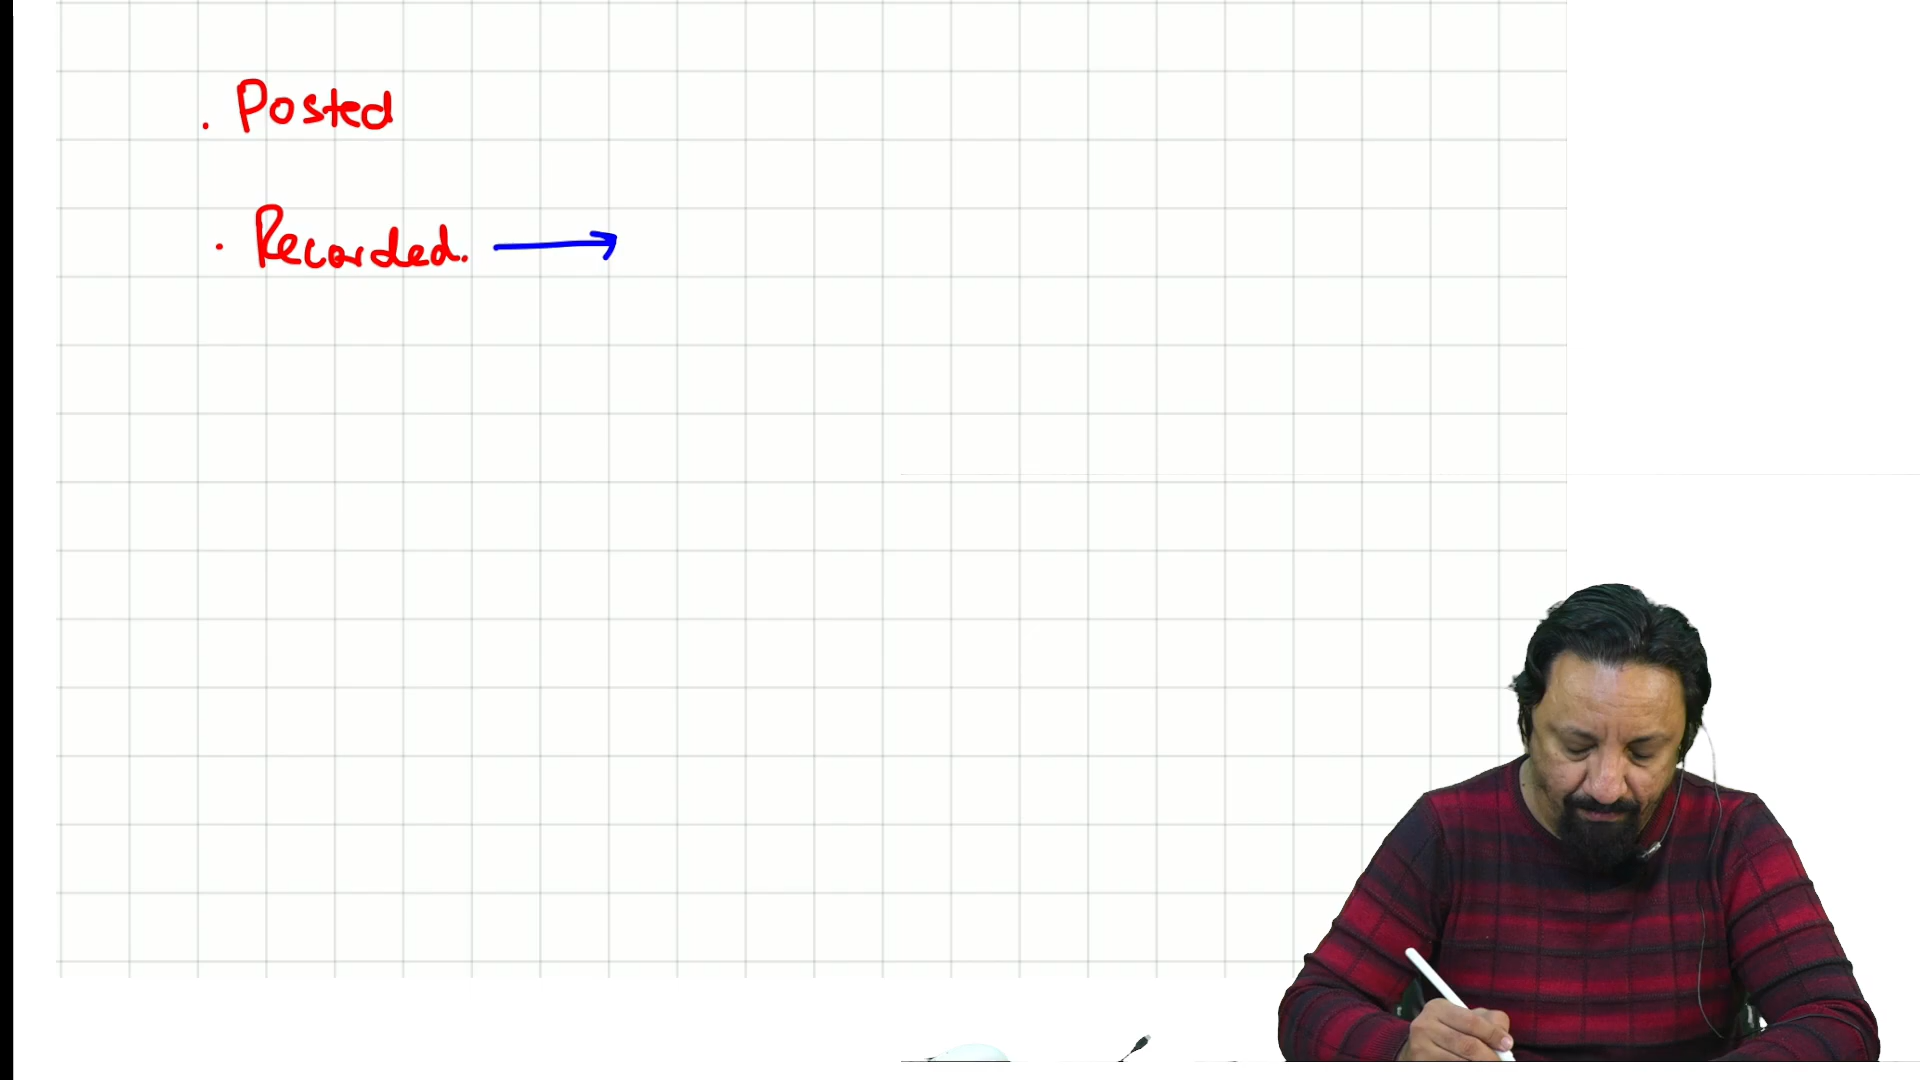 . Posted
. Recorded. →